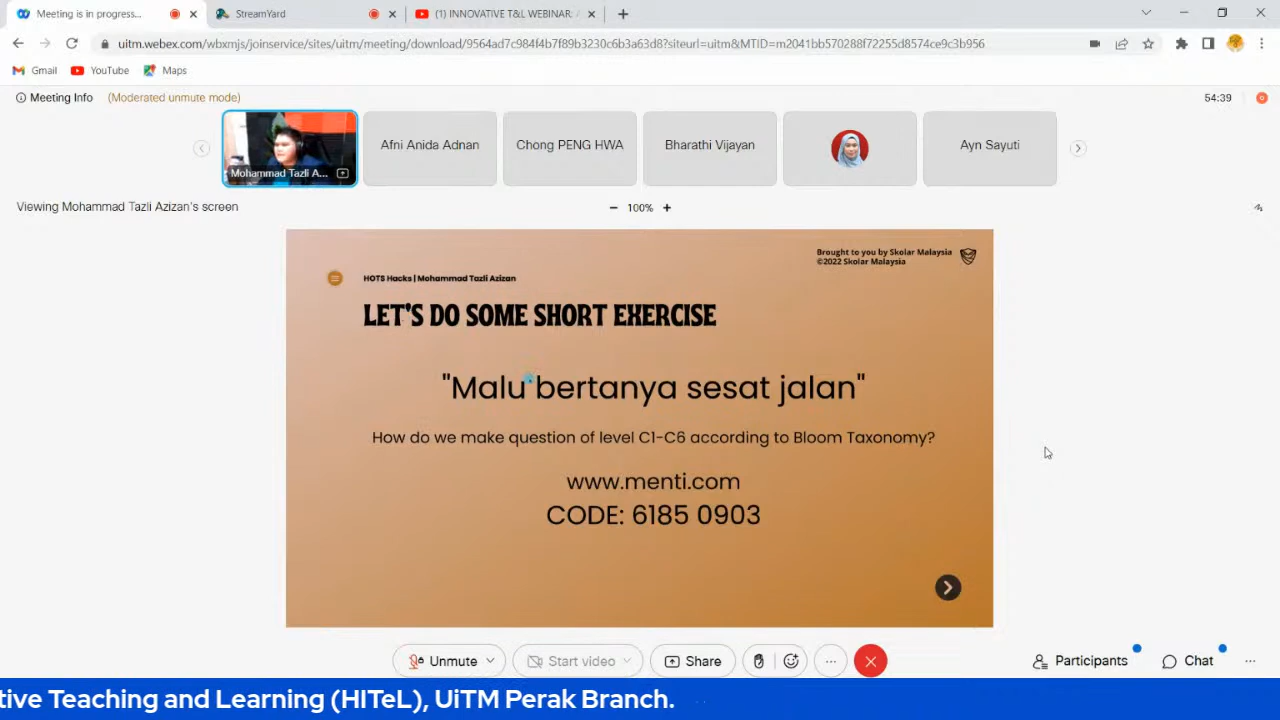 Meeting is in progress...
StreamYard
(1) INNOVATIVE T&L WEBINAR:
uitm.webex.com/wbxmjs/joinservice/sites/uitm/meeting/download/9564ad7c984f4b7f89b3230c6b3a63d8?siteurl=uitm&MTID=m2041bb570288f72255d8574ce9c3b956
Gmail YouTube Maps
Meeting Info (Moderated unmute mode) 54:39
Mohammad Tazli A...
Afni Anida Adnan
Chong PENG HWA
Bharathi Vijayan
Ayn Sayuti
Viewing Mohammad Tazli Azizan's screen
− 100% +
Brought to you by Skolar Malaysia
©2022 Skolar Malaysia
HOTS Hacks | Mohammad Tazli Azizan
LET'S DO SOME SHORT EXERCISE
"Malu bertanya sesat jalan"
How do we make question of level C1-C6 according to Bloom Taxonomy?
www.menti.com
CODE: 6185 0903
Unmute
Start video
Share
Participants
Chat
tive Teaching and Learning (HITeL), UiTM Perak Branch.